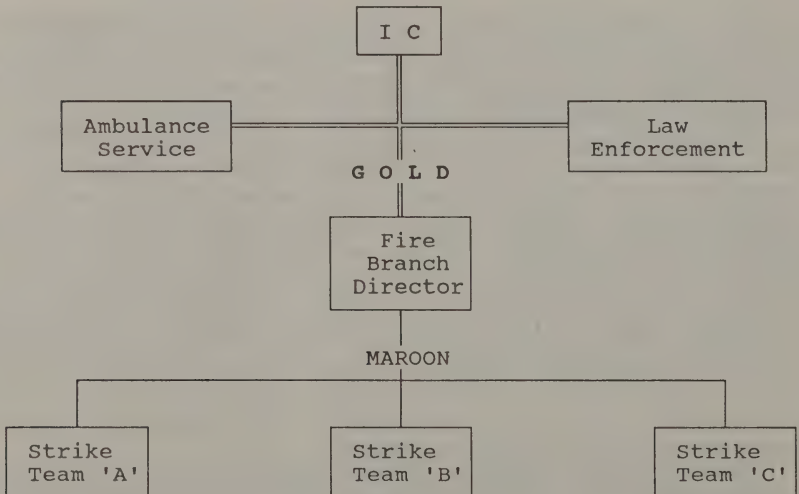 I C
Ambulance
Service
Law
Enforcement
G O L D
Fire
Branch
Director
MAROON
Strike
Team 'A'
Strike
Team 'B'
Strike
Team 'C'